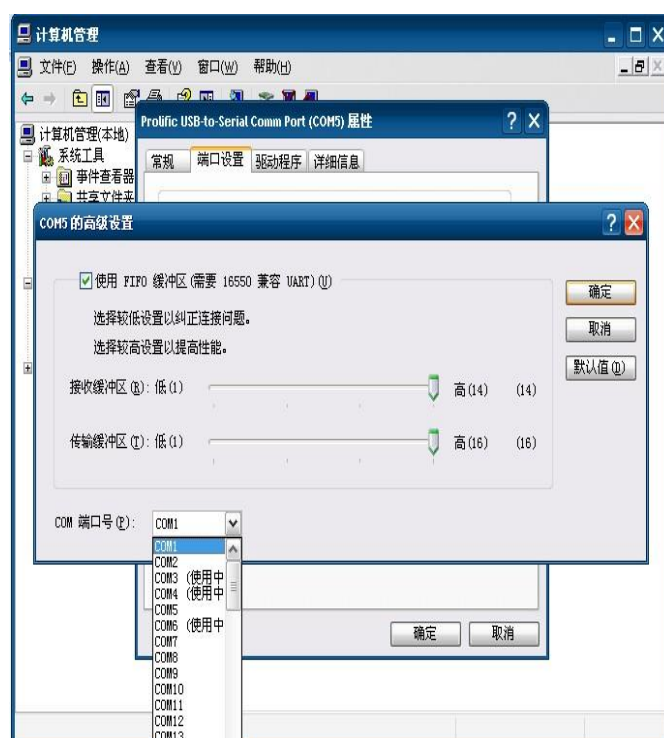 计算机管理
文件(F) 操作(A) 查看(V) 窗口(W) 帮助(H)
Prolific USB-to-Serial Comm Port (COM5) 属性
计算机管理(本地)
系统工具
事件查看器
共享文件夹
常规 端口设置 驱动程序 详细信息
COM5 的高级设置
使用 FIFO 缓冲区(需要 16550 兼容 UART)(U)
选择较低设置以纠正连接问题。
选择较高设置以提高性能。
接收缓冲区(R): 低(1) 高(14) (14)
传输缓冲区(T): 低(1) 高(16) (16)
确定
取消
默认值(D)
COM 端口号(P): COM1
COM1
COM2
COM3 (使用中
COM4 (使用中
COM5
COM6 (使用中
COM7
COM8
COM9
COM10
COM11
COM12
COM13
确定 取消